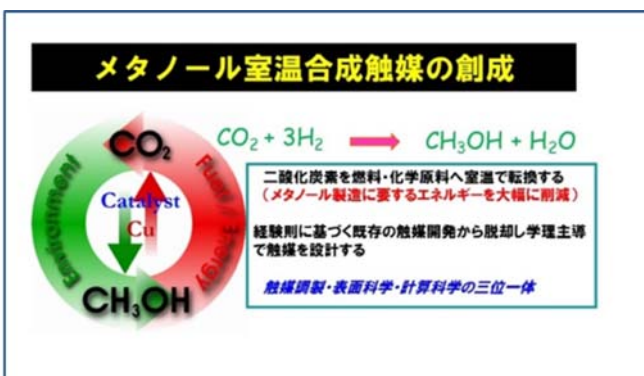 メタノール室温合成触媒の創成
CO₂ + 3H₂ → CH₃OH + H₂O
CO₂
Environment
Fuel / Energy
Catalyst
Cu
CH₃OH
二酸化炭素を燃料・化学原料へ室温で転換する
(メタノール製造に要するエネルギーを大幅に削減)
経験則に基づく既存の触媒開発から脱却し学理主導
で触媒を設計する
触媒調製・表面科学・計算科学の三位一体